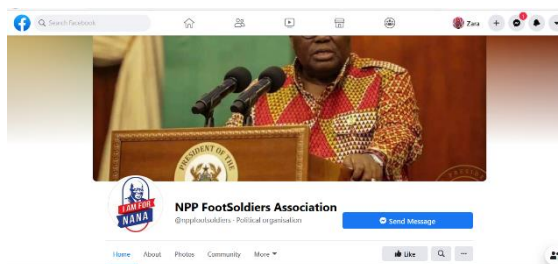 Search Facebook
Zara
PRESIDENT OF
I AM FOR
NANA
NPP FootSoldiers Association
@nppfootsoldiers · Political organisation
Send Message
Home About Photos Community More
Like